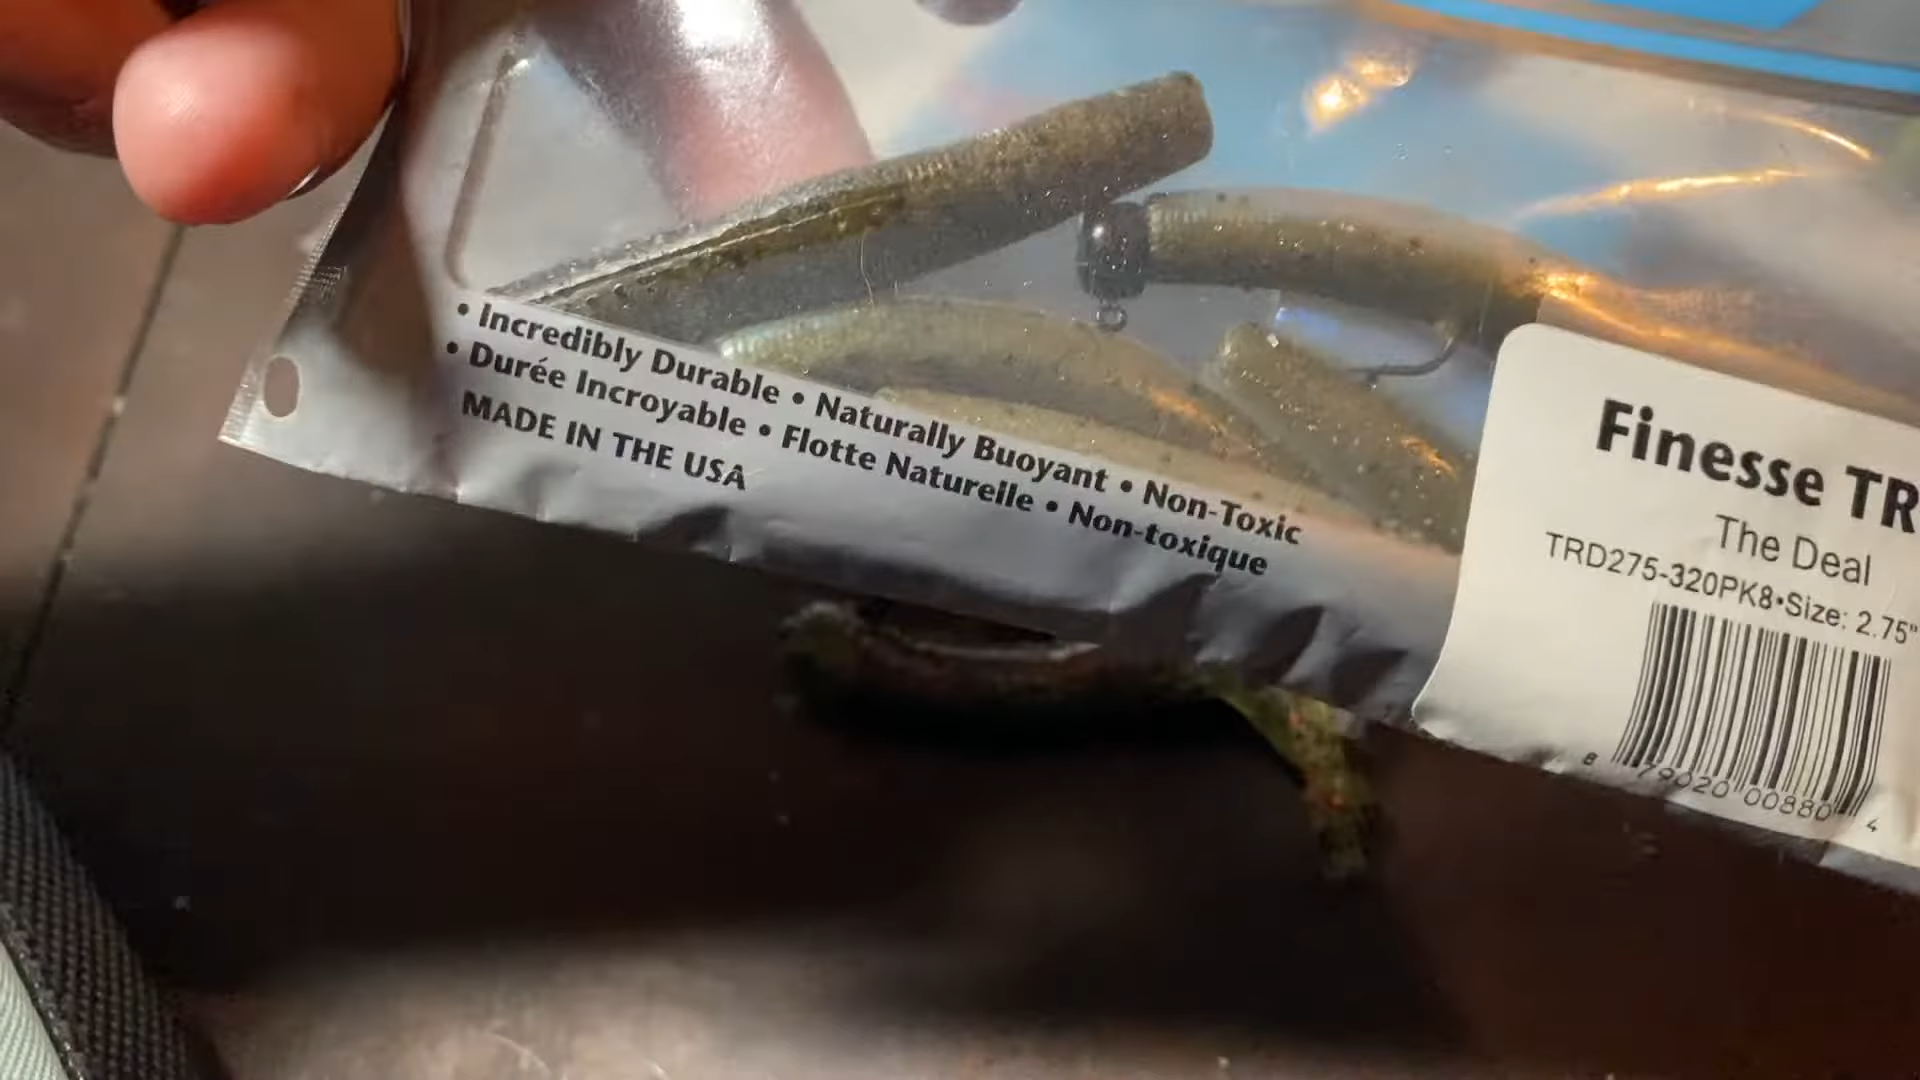 • Incredibly Durable • Naturally Buoyant • Non-Toxic
• Durée Incroyable • Flotte Naturelle • Non-toxique
MADE IN THE USA
Finesse TR
The Deal
TRD275-320PK8•Size: 2.75"
8 79020 00880 4